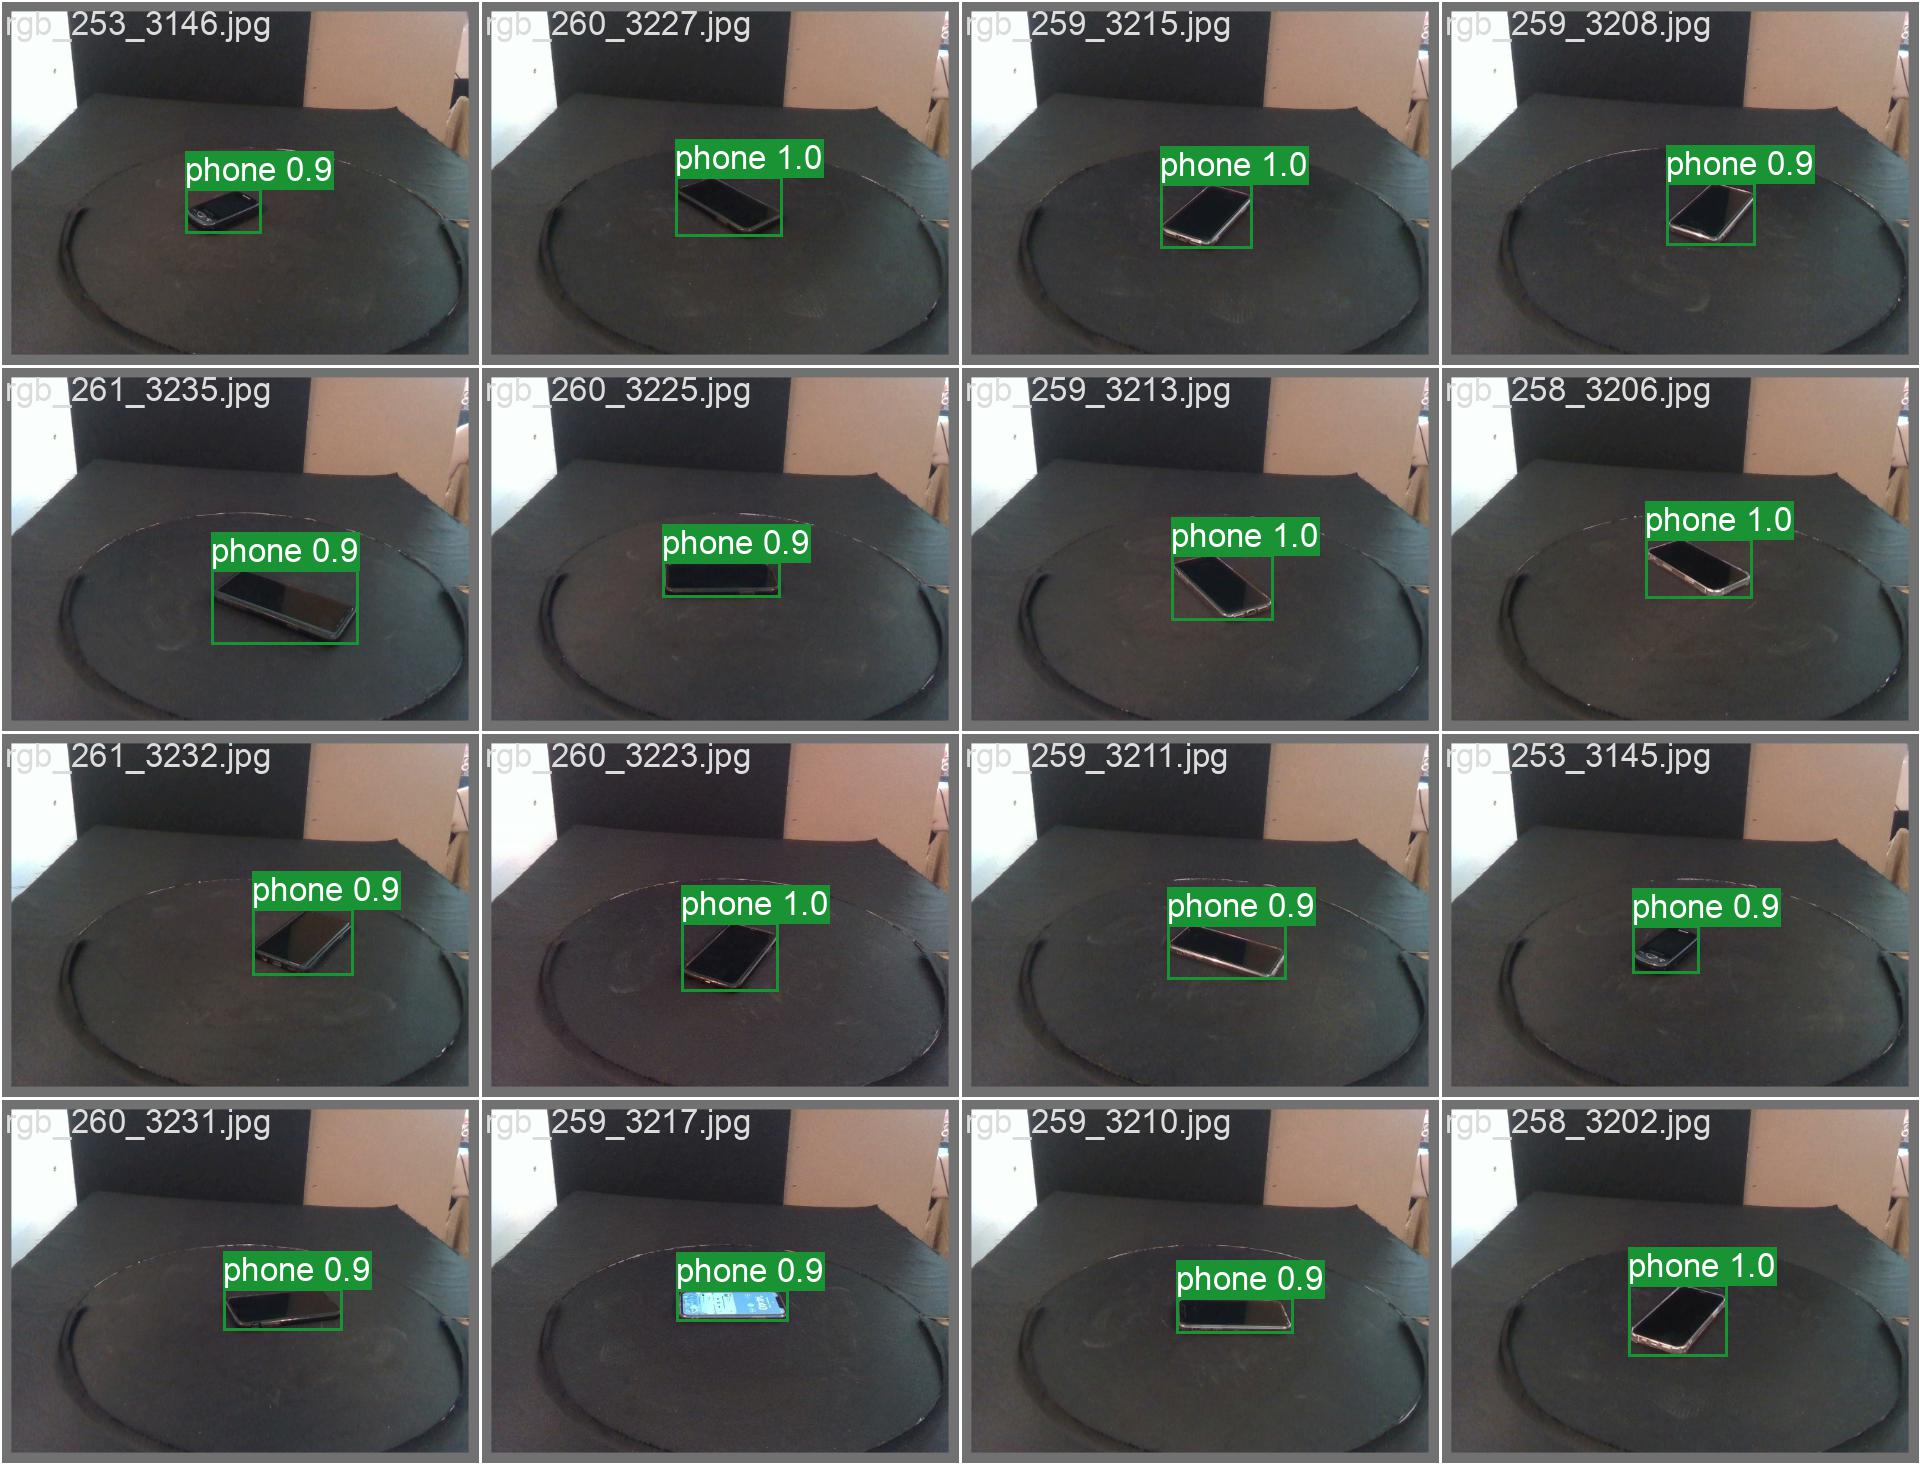 rgb_253_3146.jpg
phone 0.9
rgb_260_3227.jpg
phone 1.0
rgb_259_3215.jpg
phone 1.0
rgb_259_3208.jpg
phone 0.9
rgb_261_3235.jpg
phone 0.9
rgb_260_3225.jpg
phone 0.9
rgb_259_3213.jpg
phone 1.0
rgb_258_3206.jpg
phone 1.0
rgb_261_3232.jpg
phone 0.9
rgb_260_3223.jpg
phone 1.0
rgb_259_3211.jpg
phone 0.9
rgb_253_3145.jpg
phone 0.9
rgb_260_3231.jpg
phone 0.9
rgb_259_3217.jpg
phone 0.9
rgb_259_3210.jpg
phone 0.9
rgb_258_3202.jpg
phone 1.0